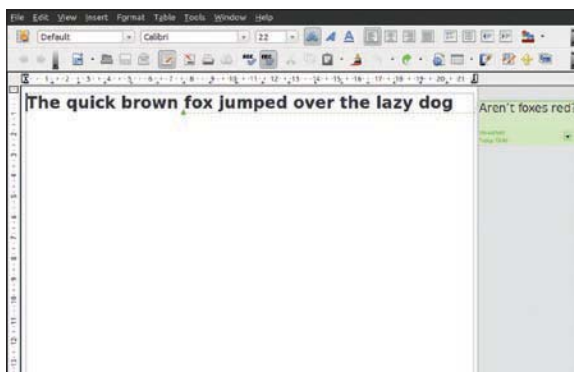 File Edit View Insert Format Table Tools Window Help
Default Calibri 22
The quick brown fox jumped over the lazy dog
Aren't foxes red?